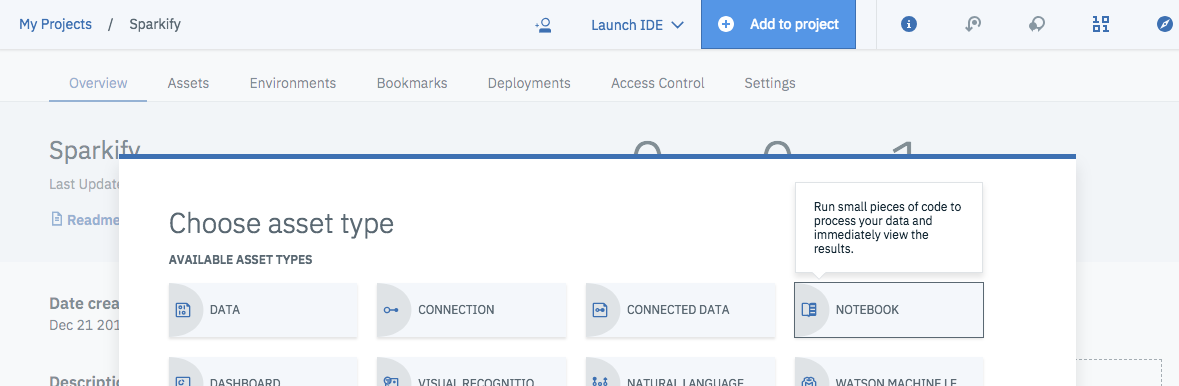 My Projects / Sparkify Launch IDE Add to project
Overview Assets Environments Bookmarks Deployments Access Control Settings
Sparkify
Last Update
Readme
Choose asset type
Run small pieces of code to
process your data and
immediately view the
results.
AVAILABLE ASSET TYPES
DATA CONNECTION CONNECTED DATA NOTEBOOK
Date crea
Dec 21 201
DASHBOARD VISUAL RECOGNITIO NATURAL LANGUAGE WATSON MACHINE LE
Descriptio